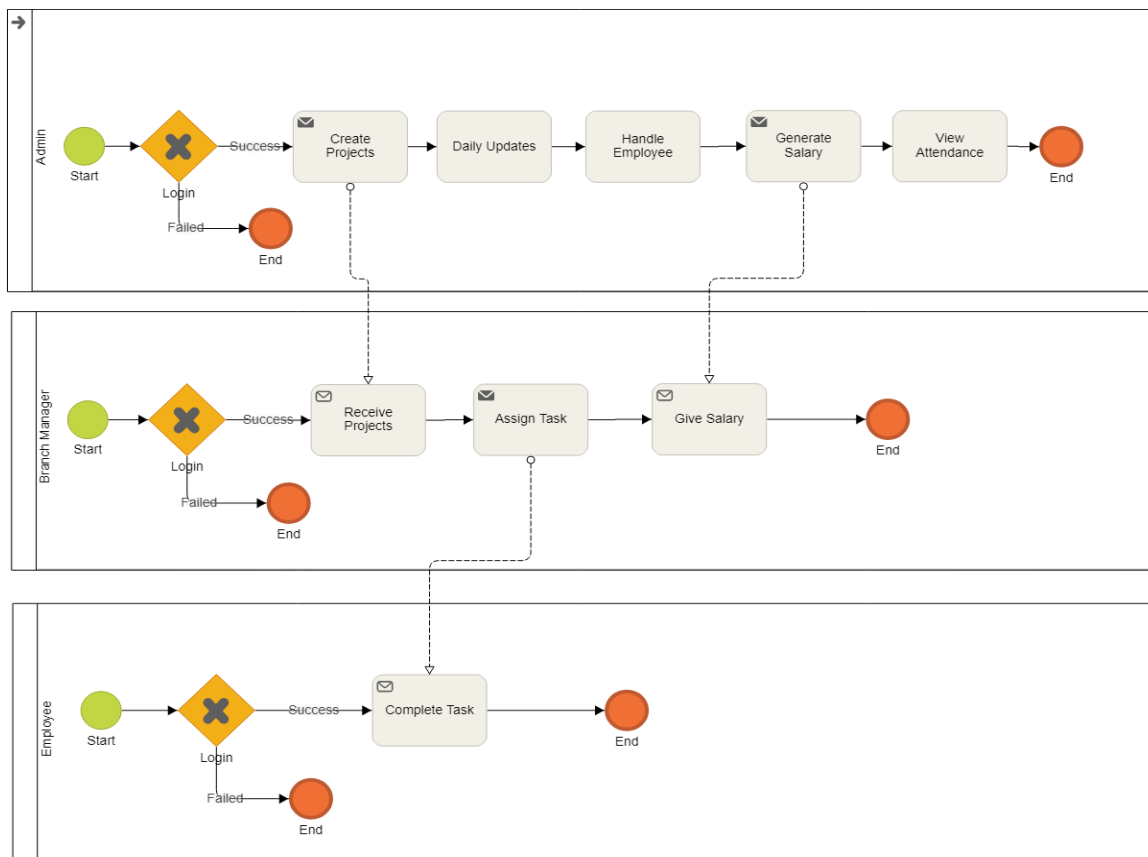 Admin
Start
Login
Success
Failed
End
Create
Projects
Daily Updates
Handle
Employee
Generate
Salary
View
Attendance
End
Branch Manager
Start
Login
Success
Failed
End
Receive
Projects
Assign Task
Give Salary
End
Employee
Start
Login
Success
Failed
End
Complete Task
End